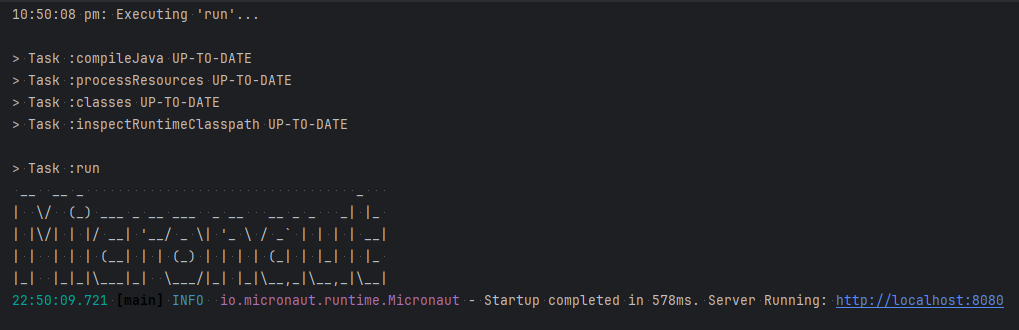 10:50:08 pm: Executing 'run'...
> Task :compileJava UP-TO-DATE
> Task :processResources UP-TO-DATE
> Task :classes UP-TO-DATE
> Task :inspectRuntimeClasspath UP-TO-DATE
> Task :run
 __  __ _                                  _   
|  \/  (_) ___ _ __ ___  _ __   __ _ _   _| |_ 
| |\/| | |/ __| '__/ _ \| '_ \ / _` | | | | __|
| |  | | | (__| | | (_) | | | | (_| | |_| | |_ 
|_|  |_|_|\___|_|  \___/|_| |_|\__,_|\__,_|\__|
22:50:09.721 [main] INFO  io.micronaut.runtime.Micronaut - Startup completed in 578ms. Server Running: http://localhost:8080